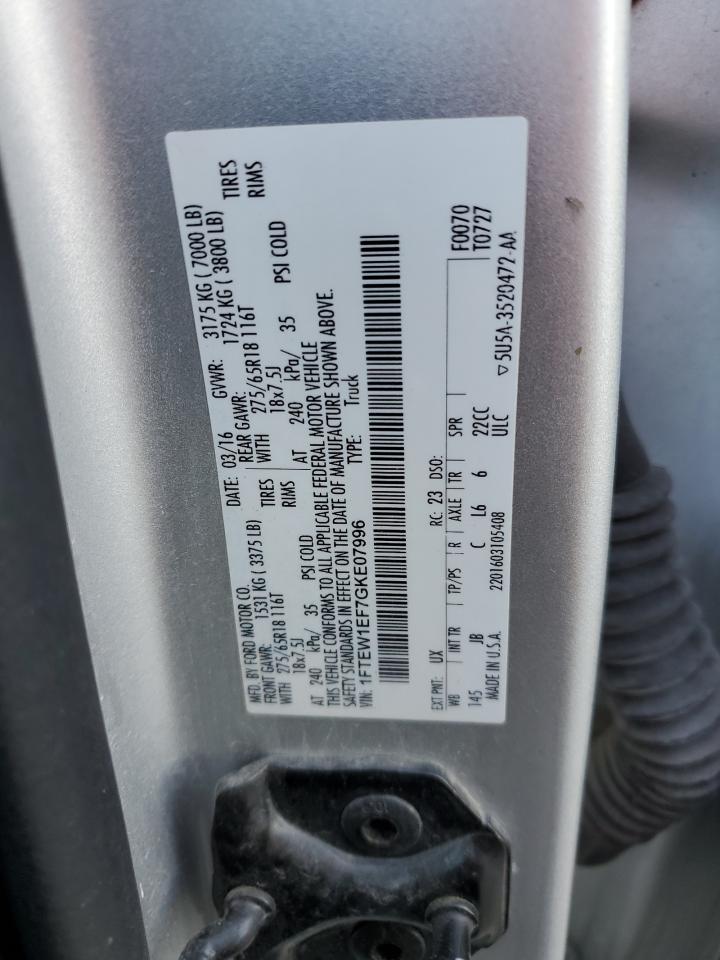 MFD. BY FORD MOTOR CO. DATE: 03/16 GVWR: 3175 KG ( 7000 LB)
FRONT GAWR: 1531 KG ( 3375 LB) REAR GAWR: 1724 KG ( 3800 LB)
WITH 275/65R18 116T TIRES WITH 275/65R18 116T TIRES
18x7.5J RIMS 18x7.5J RIMS
AT 240 kPa/ 35 PSI COLD AT 240 kPa/ 35 PSI COLD
THIS VEHICLE CONFORMS TO ALL APPLICABLE FEDERAL MOTOR VEHICLE
SAFETY STANDARDS IN EFFECT ON THE DATE OF MANUFACTURE SHOWN ABOVE.
VIN: 1FTEW1EF7GKE07996 TYPE: Truck
F0070
EXT PNT: UX RC: 23 DSO: T0727
WB INT TR TP/PS R AXLE TR SPR
145 JB C L6 6 22CC
MADE IN U.S.A. 2201603105408 ULC ▽5U5A-3520472-AA